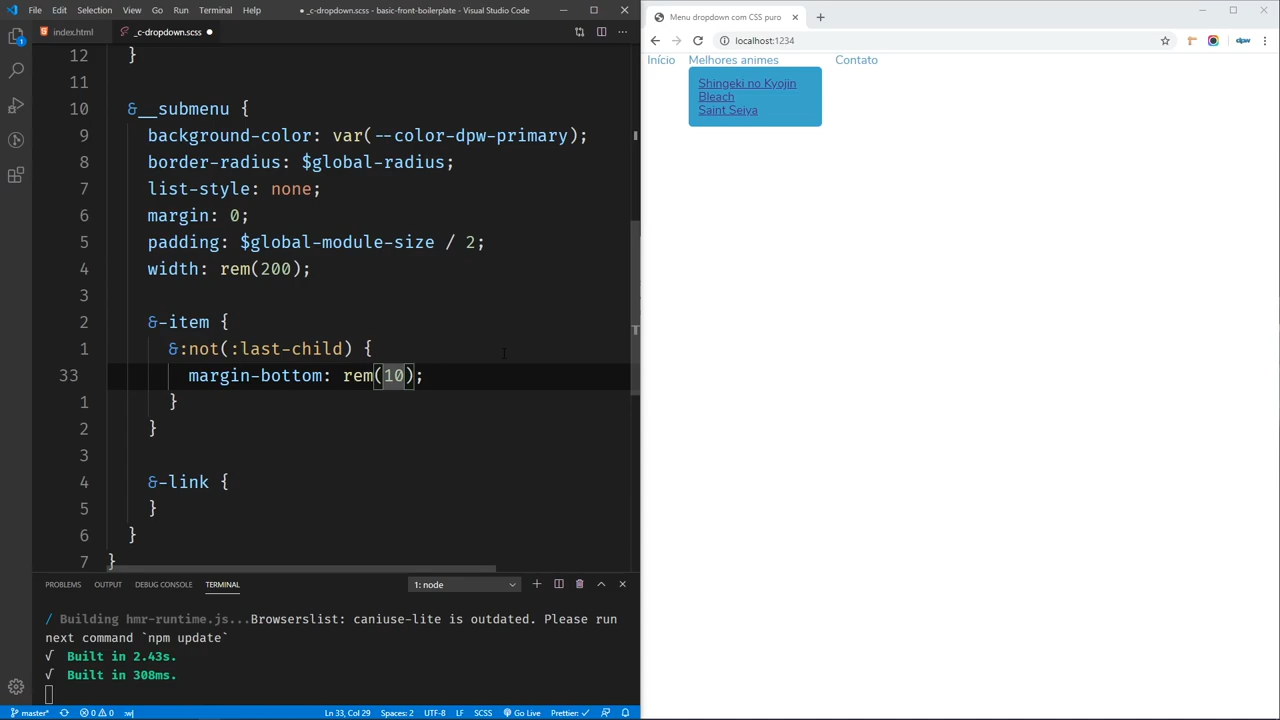 File Edit Selection View Go Run Terminal Help ● _c-dropdown.scss - basic-front-boilerplate - Visual Studio Code
index.html _c-dropdown.scss ●
12 }
11
10 &__submenu {
9 background-color: var(--color-dpw-primary);
8 border-radius: $global-radius;
7 list-style: none;
6 margin: 0;
5 padding: $global-module-size / 2;
4 width: rem(200);
3
2 &-item {
1 &:not(:last-child) {
33 margin-bottom: rem(10);
1 }
2 }
3
4 &-link {
5 }
6 }
7 }
PROBLEMS OUTPUT DEBUG CONSOLE TERMINAL 1: node
/ Building hmr-runtime.js...Browserslist: caniuse-lite is outdated. Please run
next command `npm update`
√ Built in 2.43s.
√ Built in 308ms.
master* 0 0 :w| Ln 33, Col 29 Spaces: 2 UTF-8 LF SCSS Go Live Prettier: ✓
1
Menu dropdown com CSS puro
localhost:1234 dpw
Início Melhores animes Contato
Shingeki no Kyojin
Bleach
Saint Seiya